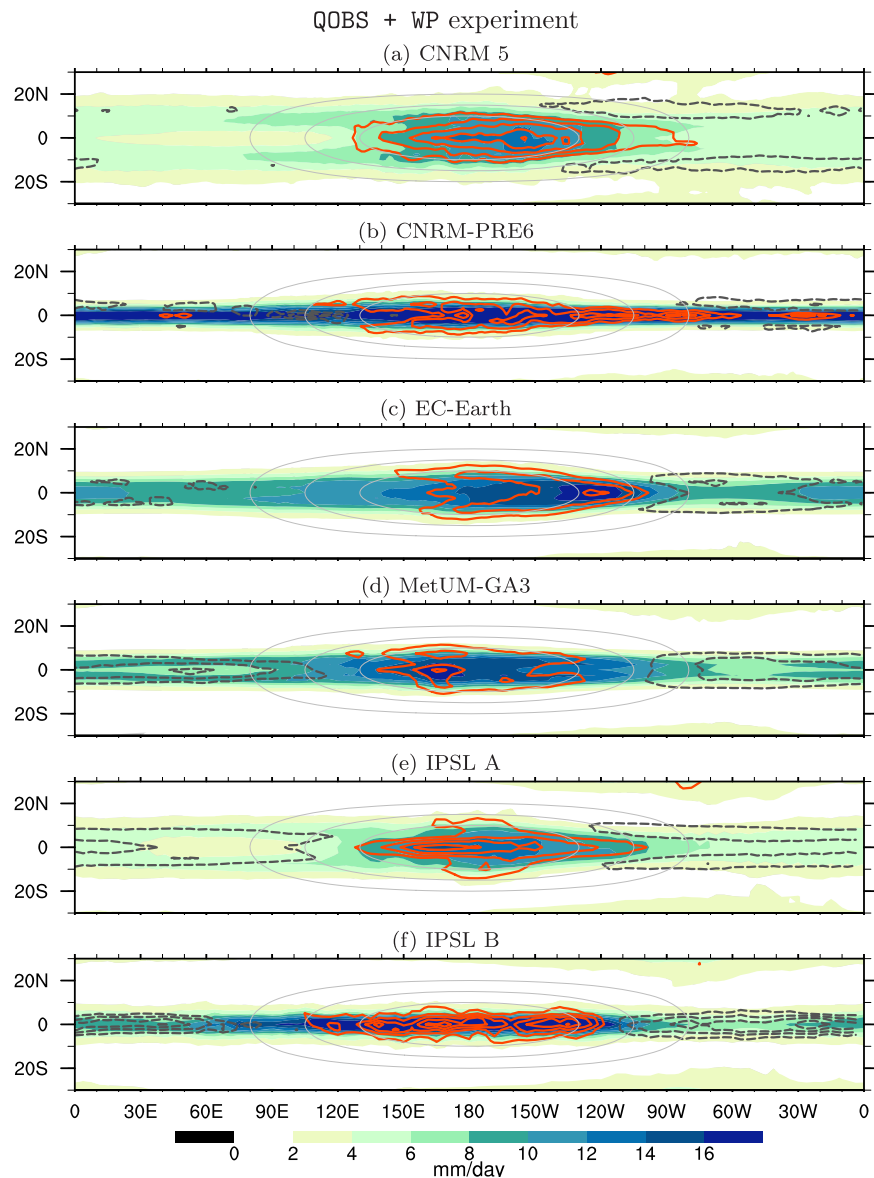 QOBS + WP experiment
(a) CNRM 5
20N
0
20S
(b) CNRM-PRE6
20N
0
20S
(c) EC-Earth
20N
0
20S
(d) MetUM-GA3
20N
0
20S
(e) IPSL A
20N
0
20S
(f) IPSL B
20N
0
20S
0 30E 60E 90E 120E 150E 180 150W 120W 90W 60W 30W 0
0 2 4 6 8 10 12 14 16
mm/day